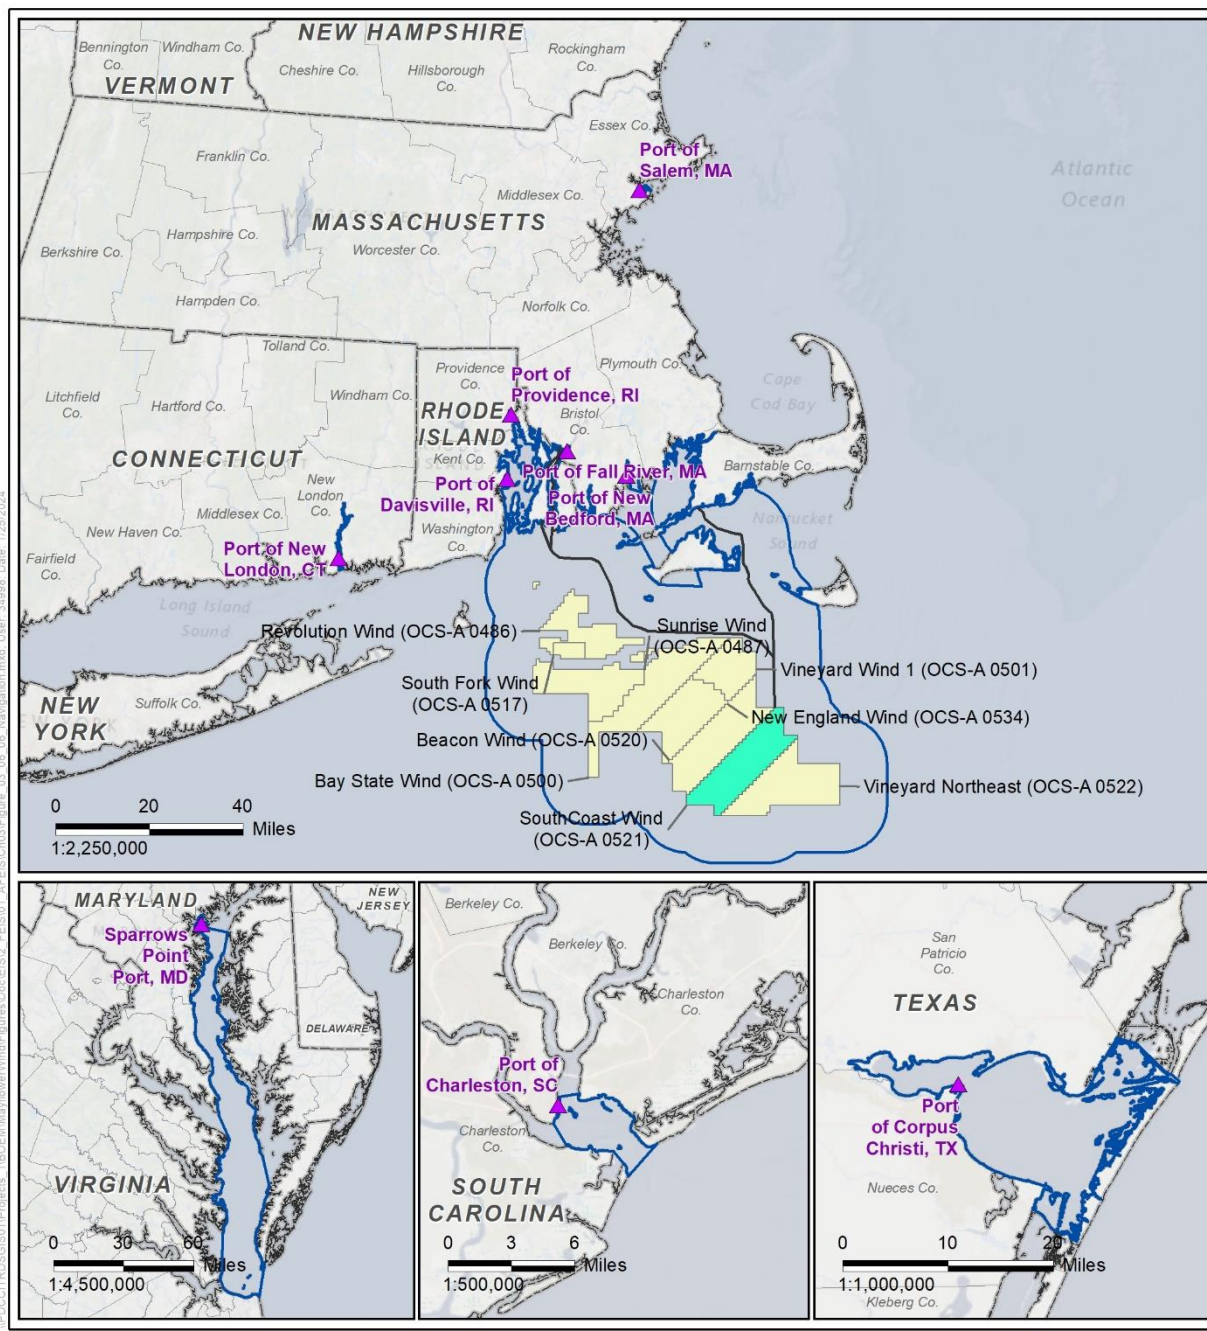 NEW HAMPSHIRE
Bennington
Co.
Windham Co.
Cheshire Co.
Hillsborough
Co.
Rockingham
Co.
VERMONT
Essex Co.
Port of
Salem, MA
Franklin Co.
Middlesex Co.
Atlantic
Ocean
MASSACHUSETTS
Hampshire Co.
Berkshire Co.
Worcester Co.
Hampden Co.
Norfolk Co.
Tolland Co.
Providence
Co.
Plymouth Co.
Port of
Providence, RI
Cape
Cod Bay
Litchfield
Co.
Hartford Co.
Windham Co.
RHODE
ISLAND
Bristol
Co.
CONNECTICUT
Kent Co.
Port of Fall River, MA
Barnstable Co.
New
London
Co.
Port of
Davisville, RI
Port of New
Bedford, MA
Middlesex Co.
New Haven Co.
Washington
Co.
Nantucket
Sound
Fairfield
Co.
Port of New
London, CT
Long Island
Sound
Revolution Wind (OCS-A 0486)
Sunrise Wind
(OCS-A 0487)
Vineyard Wind 1 (OCS-A 0501)
South Fork Wind
(OCS-A 0517)
NEW
YORK
Suffolk Co.
New England Wind (OCS-A 0534)
Beacon Wind (OCS-A 0520)
Bay State Wind (OCS-A 0500)
Vineyard Northeast (OCS-A 0522)
SouthCoast Wind
(OCS-A 0521)
0 20 40
Miles
1:2,250,000
MARYLAND
NEW
JERSEY
Sparrows
Point
Port, MD
DELAWARE
VIRGINIA
0 30 60
Miles
1:4,500,000
Berkeley Co.
Berkeley Co.
Charleston
Co.
Port of
Charleston, SC
Charleston
Co.
SOUTH
CAROLINA
0 3 6
Miles
1:500,000
San
Patricio
Co.
TEXAS
Port
of Corpus
Christi, TX
Nueces Co.
0 10 20
Miles
1:1,000,000
Kleberg Co.